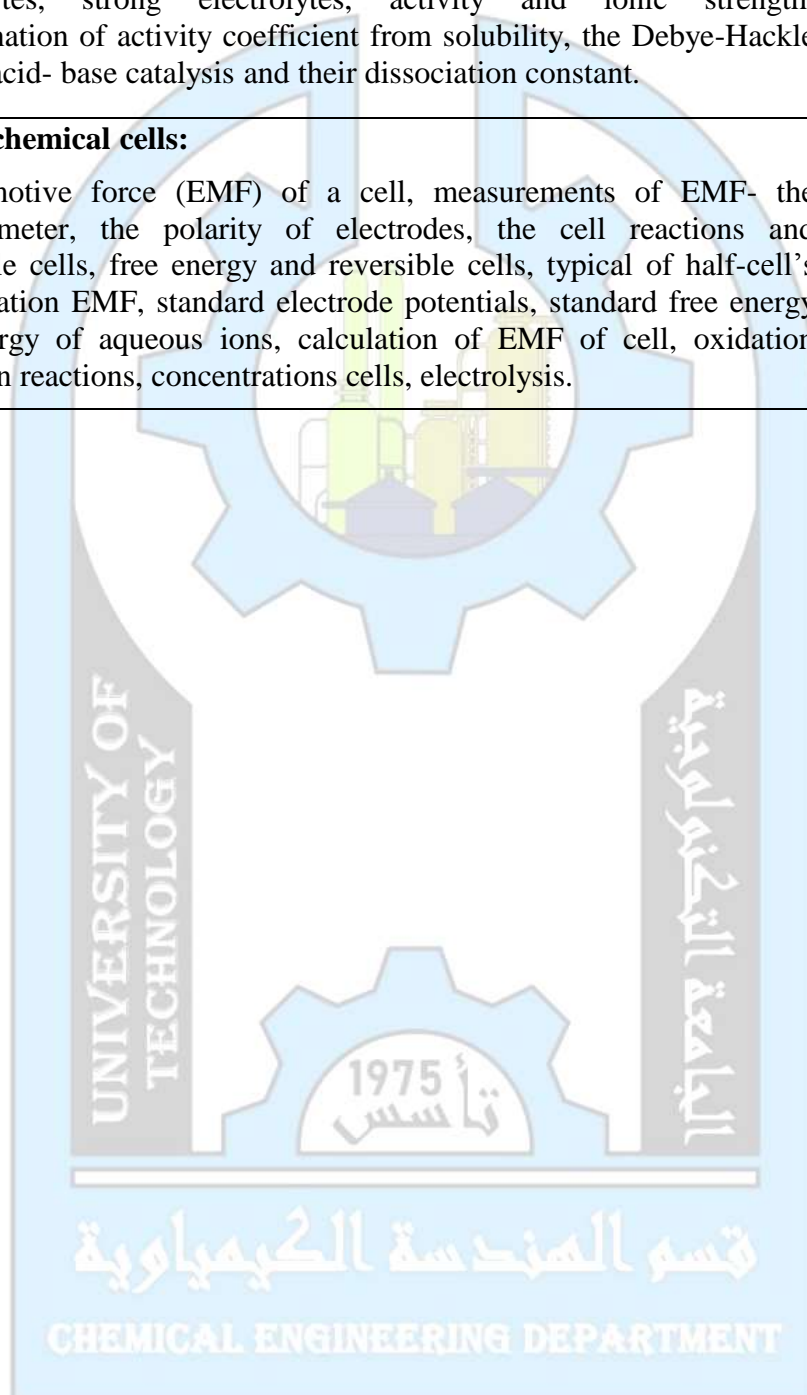 tes, strong electrolytes, activity and ionic strength
nation of activity coefficient from solubility, the Debye-Hackle
acid- base catalysis and their dissociation constant.
chemical cells:
notive force (EMF) of a cell, measurements of EMF- the
meter, the polarity of electrodes, the cell reactions and
le cells, free energy and reversible cells, typical of half-cell’s
ation EMF, standard electrode potentials, standard free energy
rgy of aqueous ions, calculation of EMF of cell, oxidation
n reactions, concentrations cells, electrolysis.
UNIVERSITY OF
TECHNOLOGY
الجامعة التكنولوجية
1975
تأسس
قسم الهندسة الكيمياوية
CHEMICAL ENGINEERING DEPARTMENT